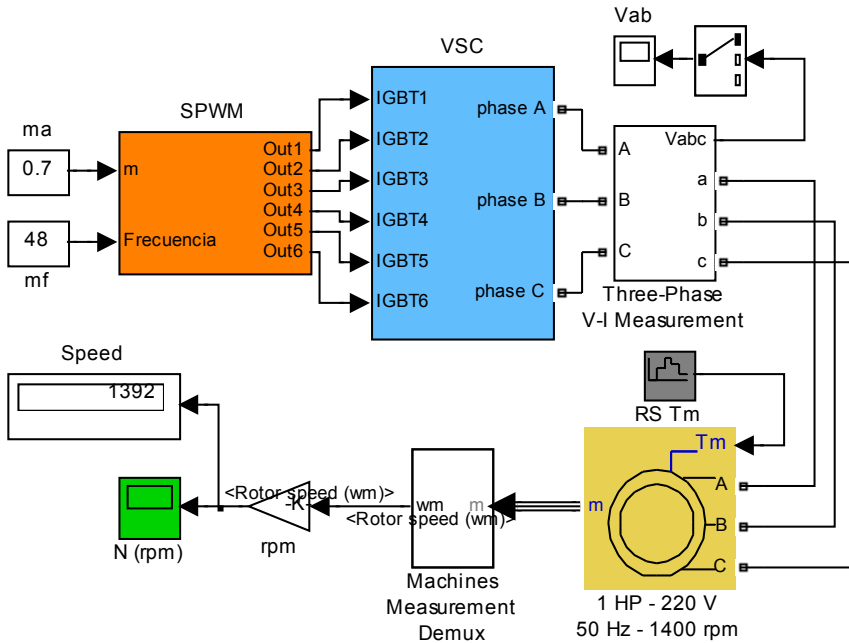 Vab
VSC
SPWM
ma
0.7
m
48
mf
Frecuencia
Out1
Out2
Out3
Out4
Out5
Out6
IGBT1
IGBT2
IGBT3
IGBT4
IGBT5
IGBT6
phase A
phase B
phase C
A
B
C
Vabc
a
b
c
Three-Phase
V-I Measurement
Speed
1392
RS Tm
Tm
A
B
C
m
<Rotor speed (wm)>
-K-
<Rotor speed (wm)>
wm
m
N (rpm)
rpm
Machines
Measurement
Demux
1 HP - 220 V
50 Hz - 1400 rpm